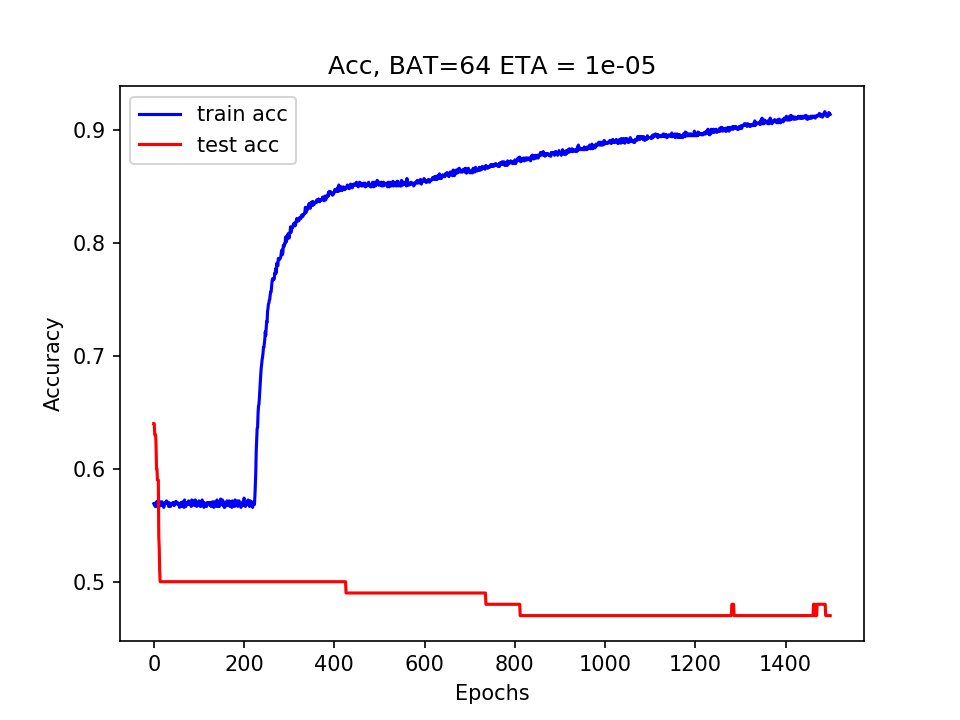 Acc, BAT=64 ETA = 1e-05
train acc
test acc
0.9
0.8
0.7
0.6
0.5
Accuracy
0 200 400 600 800 1000 1200 1400
Epochs